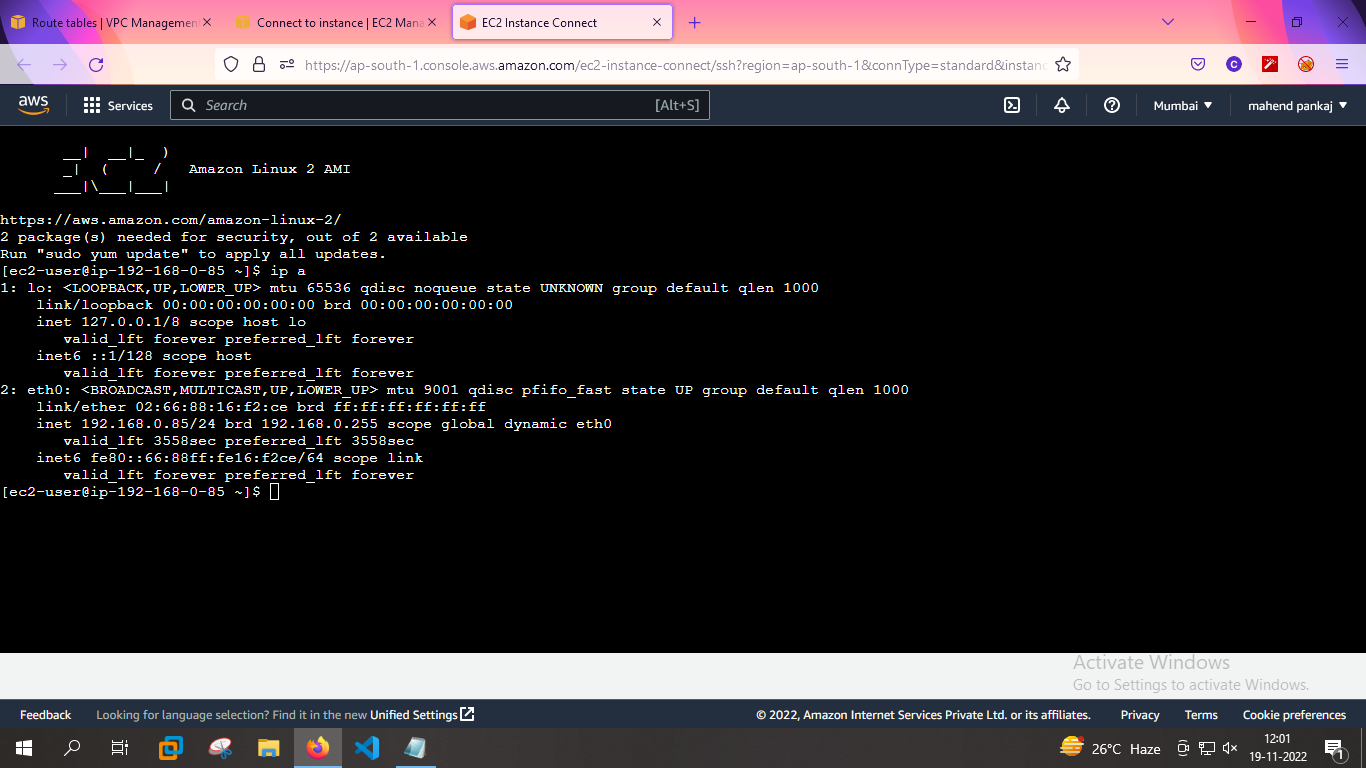 Route tables | VPC Managemen
Connect to instance | EC2 Mana
EC2 Instance Connect
https://ap-south-1.console.aws.amazon.com/ec2-instance-connect/ssh?region=ap-south-1&connType=standard&instanc
C
aws
Services
Search
[Alt+S]
Mumbai
mahend pankaj
       __|  __|_  )
       _|  (     /   Amazon Linux 2 AMI
      ___|\___|___|
https://aws.amazon.com/amazon-linux-2/
2 package(s) needed for security, out of 2 available
Run "sudo yum update" to apply all updates.
[ec2-user@ip-192-168-0-85 ~]$ ip a
1: lo: <LOOPBACK,UP,LOWER_UP> mtu 65536 qdisc noqueue state UNKNOWN group default qlen 1000
    link/loopback 00:00:00:00:00:00 brd 00:00:00:00:00:00
    inet 127.0.0.1/8 scope host lo
       valid_lft forever preferred_lft forever
    inet6 ::1/128 scope host
       valid_lft forever preferred_lft forever
2: eth0: <BROADCAST,MULTICAST,UP,LOWER_UP> mtu 9001 qdisc pfifo_fast state UP group default qlen 1000
    link/ether 02:66:88:16:f2:ce brd ff:ff:ff:ff:ff:ff
    inet 192.168.0.85/24 brd 192.168.0.255 scope global dynamic eth0
       valid_lft 3558sec preferred_lft 3558sec
    inet6 fe80::66:88ff:fe16:f2ce/64 scope link
       valid_lft forever preferred_lft forever
[ec2-user@ip-192-168-0-85 ~]$
Activate Windows
Go to Settings to activate Windows.
Feedback
Looking for language selection? Find it in the new Unified Settings
© 2022, Amazon Internet Services Private Ltd. or its affiliates.
Privacy
Terms
Cookie preferences
26°C Haze
12:01
19-11-2022
1